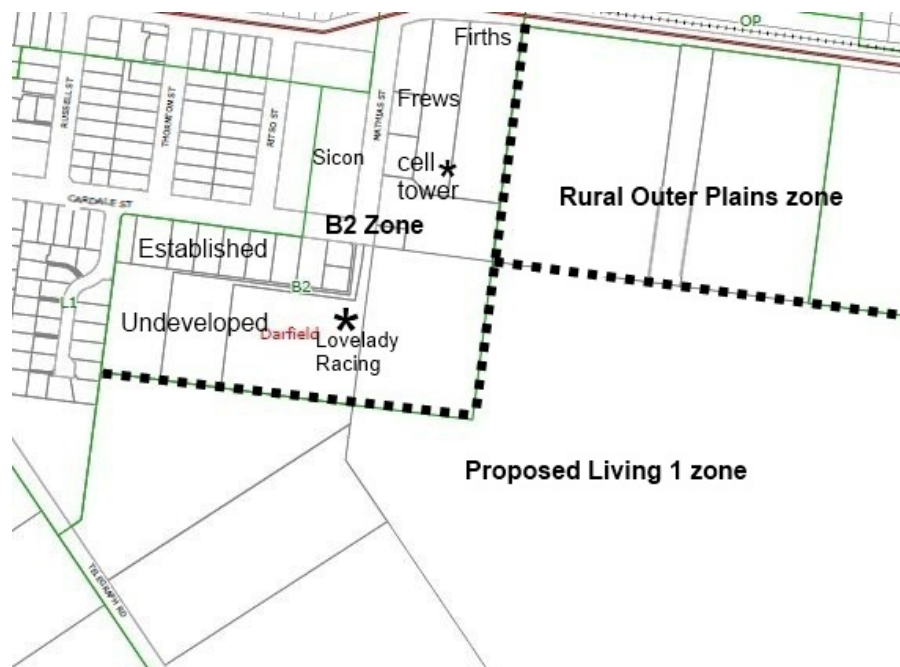 OP
Firths
RUSSELL ST
THORNTON ST
RITSO ST
MATHIAS ST
Frews
Sicon
cell
tower
Rural Outer Plains zone
CARDALE ST
B2 Zone
Established
L1
B2
Undeveloped
Darfield
Lovelady
Racing
Proposed Living 1 zone
TELEGRAPH RD